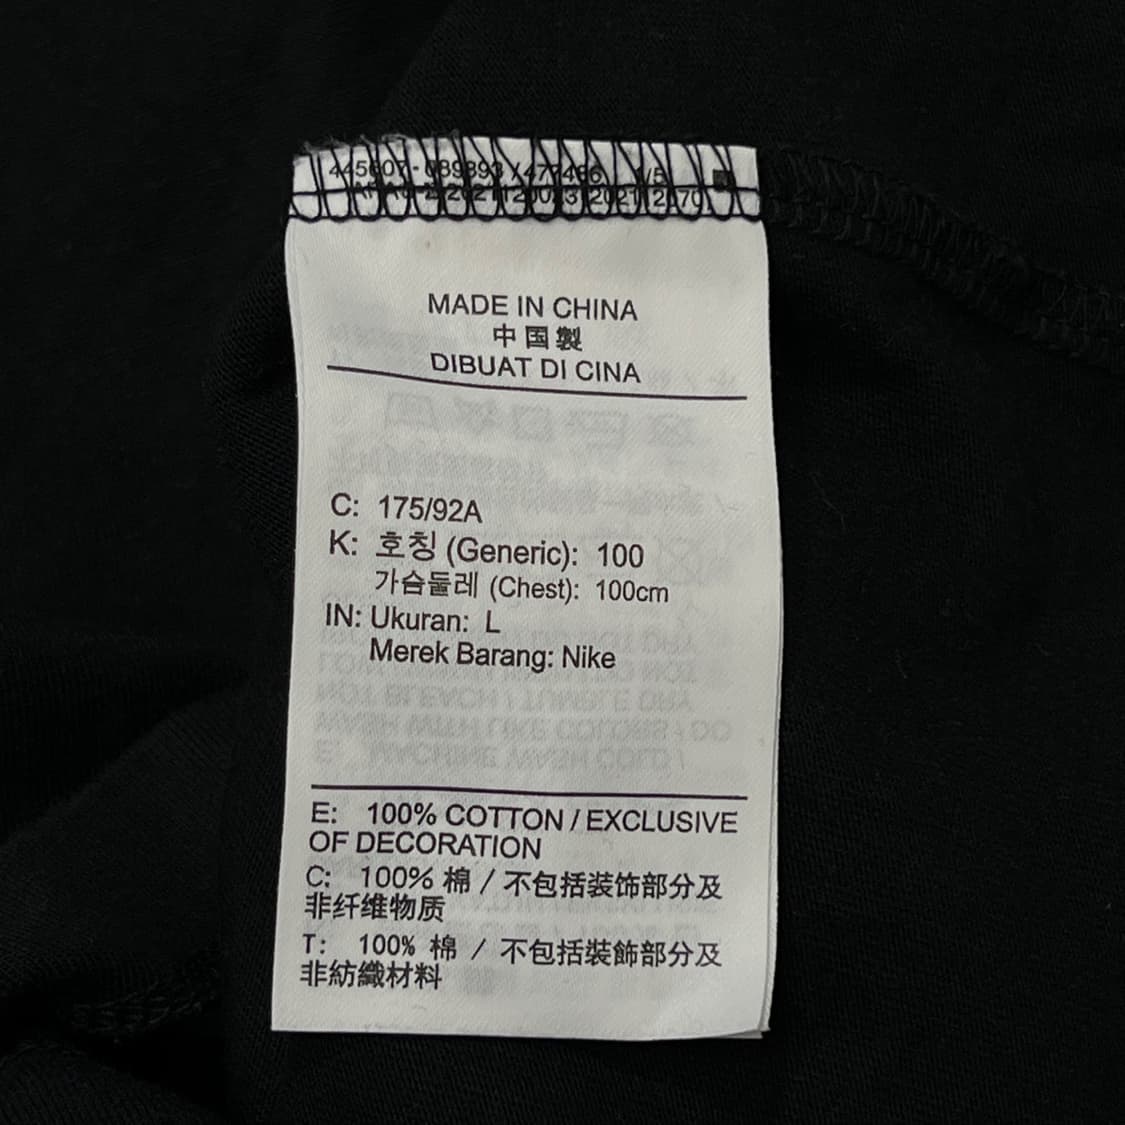 MADE IN CHINA
中国製
DIBUAT DI CINA
C: 175/92A
K: 호칭 (Generic): 100
가슴둘레 (Chest): 100cm
IN: Ukuran: L
Merek Barang: Nike
E: 100% COTTON / EXCLUSIVE
OF DECORATION
C: 100% 棉 / 不包括装饰部分及
非纤维物质
T: 100% 棉 / 不包括裝飾部分及
非紡織材料